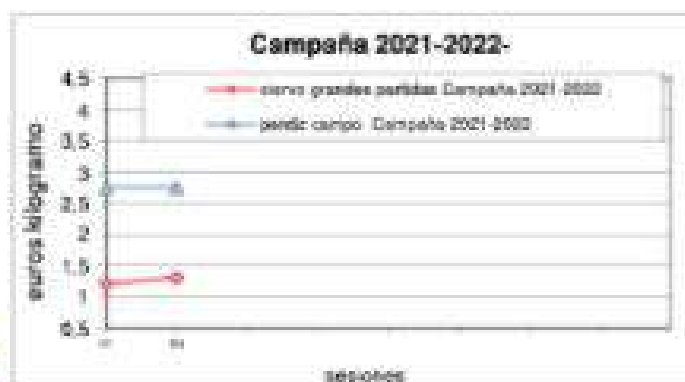 Campaña 2021-2022-
4,5
4
3,5
3
2,5
2
1,5
1
0,5
euros kilogramo
ciervo grandes partidas Campaña 2021-2022
perdiz campo Campaña 2021-2022
sesiones